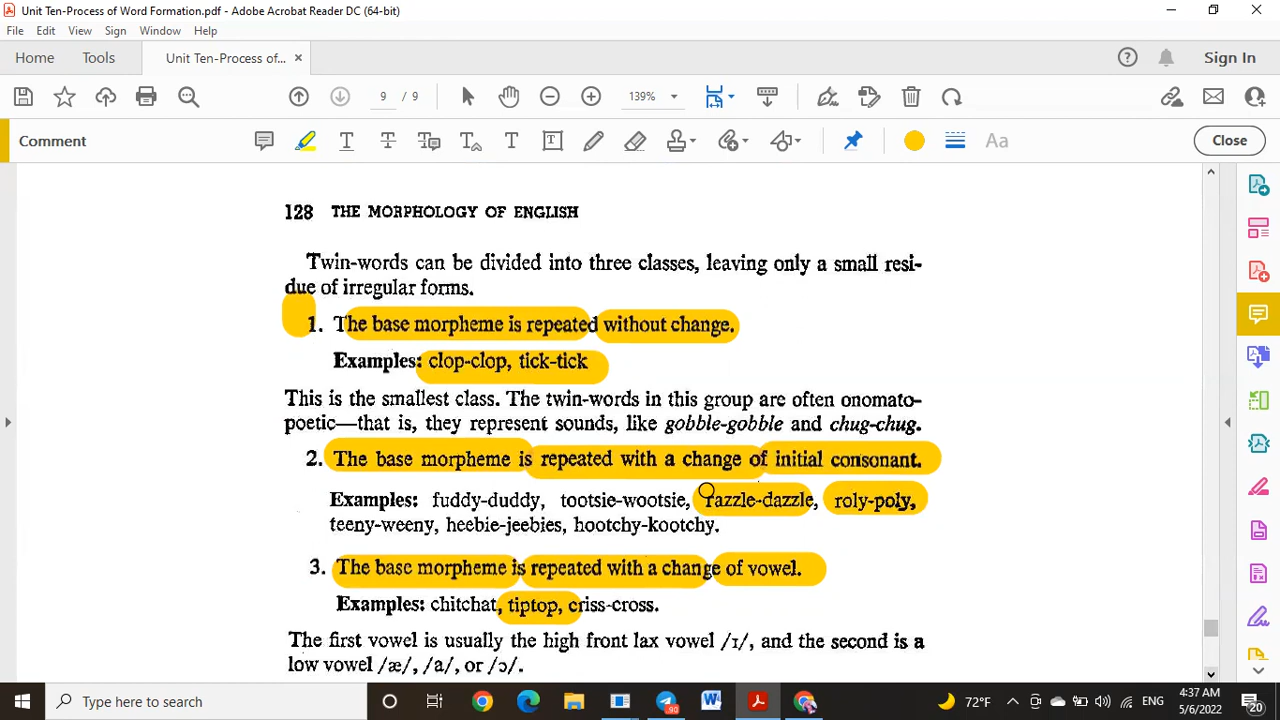 Unit Ten-Process of Word Formation.pdf - Adobe Acrobat Reader DC (64-bit)
File Edit View Sign Window Help
Home Tools Unit Ten-Process of... × Sign In
9 / 9 139%
Comment Aa Close
128 THE MORPHOLOGY OF ENGLISH
Twin-words can be divided into three classes, leaving only a small resi-
due of irregular forms.
1. The base morpheme is repeated without change.
Examples: clop-clop, tick-tick
This is the smallest class. The twin-words in this group are often onomato-
poetic—that is, they represent sounds, like gobble-gobble and chug-chug.
2. The base morpheme is repeated with a change of initial consonant.
Examples: fuddy-duddy, tootsie-wootsie, razzle-dazzle, roly-poly,
teeny-weeny, heebie-jeebies, hootchy-kootchy.
3. The base morpheme is repeated with a change of vowel.
Examples: chitchat, tiptop, criss-cross.
The first vowel is usually the high front lax vowel /ɪ/, and the second is a
low vowel /æ/, /a/, or /ɔ/.
Type here to search 90 72°F ENG 4:37 AM
5/6/2022 20